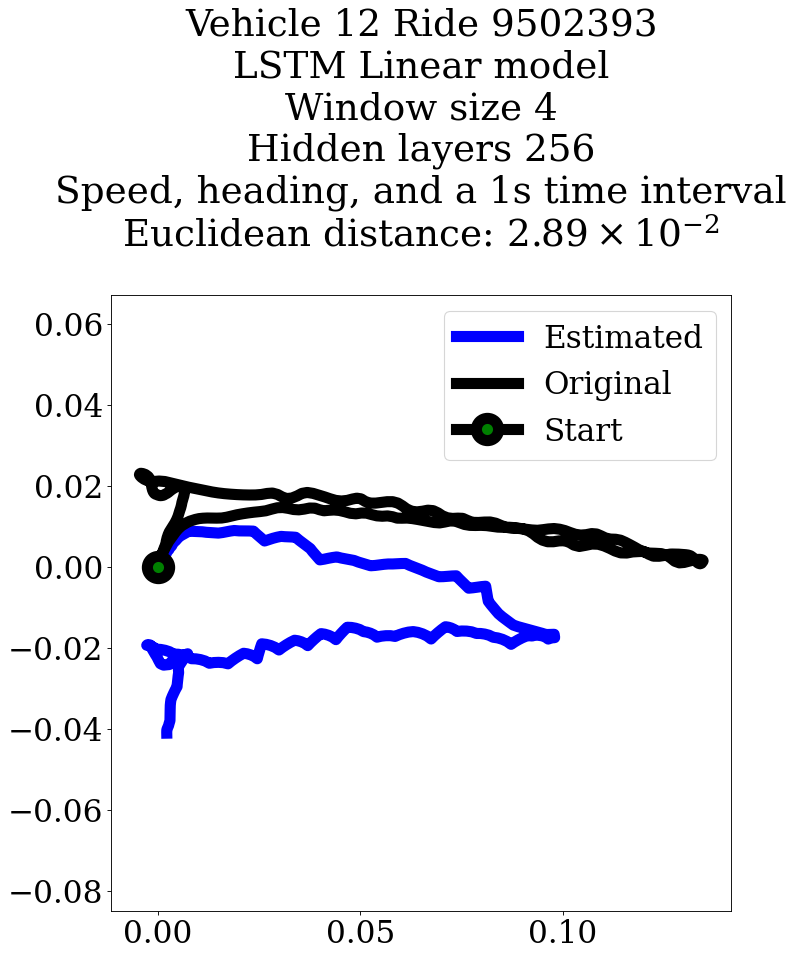 Vehicle 12 Ride 9502393
LSTM Linear model
Window size 4
Hidden layers 256
Speed, heading, and a 1s time interval
Euclidean distance: 2.89 × 10⁻²
Estimated
Original
Start
0.06
0.04
0.02
0.00
−0.02
−0.04
−0.06
−0.08
0.00 0.05 0.10